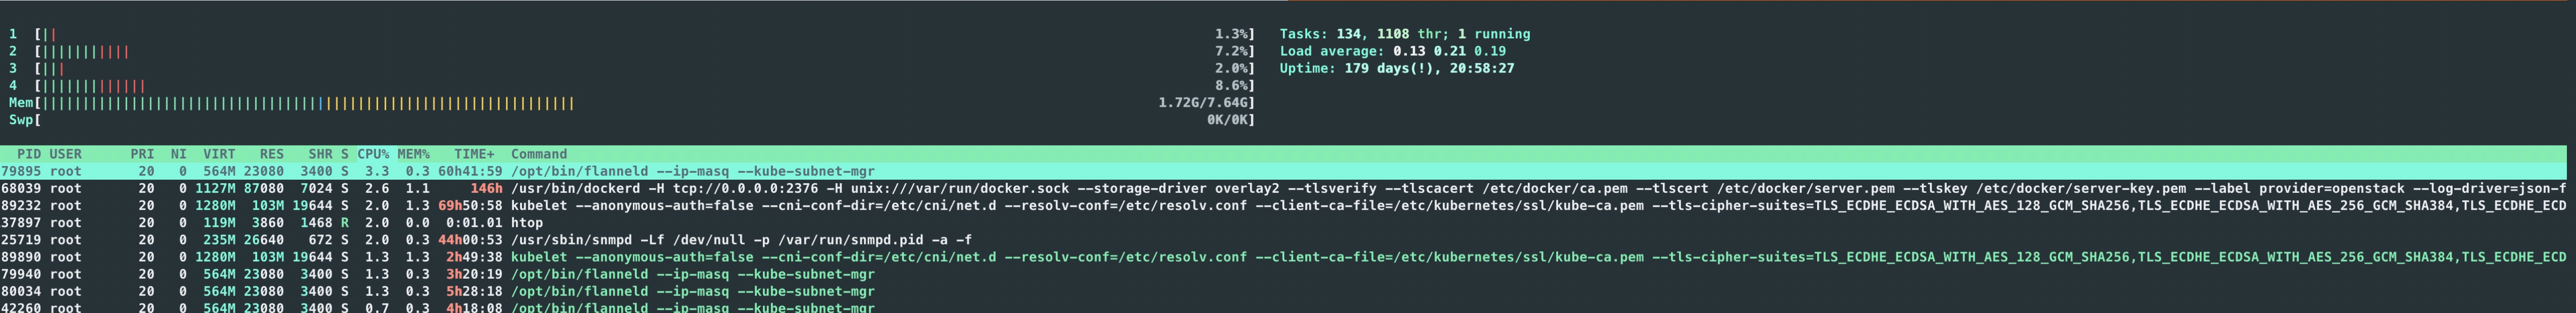 1 [|| 1.3%] Tasks: 134, 1108 thr; 1 running
2 [||||||||||| 7.2%] Load average: 0.13 0.21 0.19
3 [||| 2.0%] Uptime: 179 days(!), 20:58:27
4 [||||||||||||| 8.6%]
Mem[|||||||||||||||||||||||||||||||||||||||||||||||||||||||||||||||||| 1.72G/7.64G]
Swp[ 0K/0K]
PID USER PRI NI VIRT RES SHR S CPU% MEM% TIME+ Command
79895 root 20 0 564M 23080 3400 S 3.3 0.3 60h41:59 /opt/bin/flanneld --ip-masq --kube-subnet-mgr
68039 root 20 0 1127M 87080 7024 S 2.6 1.1 146h /usr/bin/dockerd -H tcp://0.0.0.0:2376 -H unix:///var/run/docker.sock --storage-driver overlay2 --tlsverify --tlscacert /etc/docker/ca.pem --tlscert /etc/docker/server.pem --tlskey /etc/docker/server-key.pem --label provider=openstack --log-driver=json-f
89232 root 20 0 1280M 103M 19644 S 2.0 1.3 69h50:58 kubelet --anonymous-auth=false --cni-conf-dir=/etc/cni/net.d --resolv-conf=/etc/resolv.conf --client-ca-file=/etc/kubernetes/ssl/kube-ca.pem --tls-cipher-suites=TLS_ECDHE_ECDSA_WITH_AES_128_GCM_SHA256,TLS_ECDHE_ECDSA_WITH_AES_256_GCM_SHA384,TLS_ECDHE_ECD
37897 root 20 0 119M 3860 1468 R 2.0 0.0 0:01.01 htop
25719 root 20 0 235M 26640 672 S 2.0 0.3 44h00:53 /usr/sbin/snmpd -Lf /dev/null -p /var/run/snmpd.pid -a -f
89890 root 20 0 1280M 103M 19644 S 1.3 1.3 2h49:38 kubelet --anonymous-auth=false --cni-conf-dir=/etc/cni/net.d --resolv-conf=/etc/resolv.conf --client-ca-file=/etc/kubernetes/ssl/kube-ca.pem --tls-cipher-suites=TLS_ECDHE_ECDSA_WITH_AES_128_GCM_SHA256,TLS_ECDHE_ECDSA_WITH_AES_256_GCM_SHA384,TLS_ECDHE_ECD
79940 root 20 0 564M 23080 3400 S 1.3 0.3 3h20:19 /opt/bin/flanneld --ip-masq --kube-subnet-mgr
80034 root 20 0 564M 23080 3400 S 1.3 0.3 5h28:18 /opt/bin/flanneld --ip-masq --kube-subnet-mgr
42260 root 20 0 564M 23080 3400 S 0.7 0.3 4h18:08 /opt/bin/flanneld --ip-masq --kube-subnet-mgr